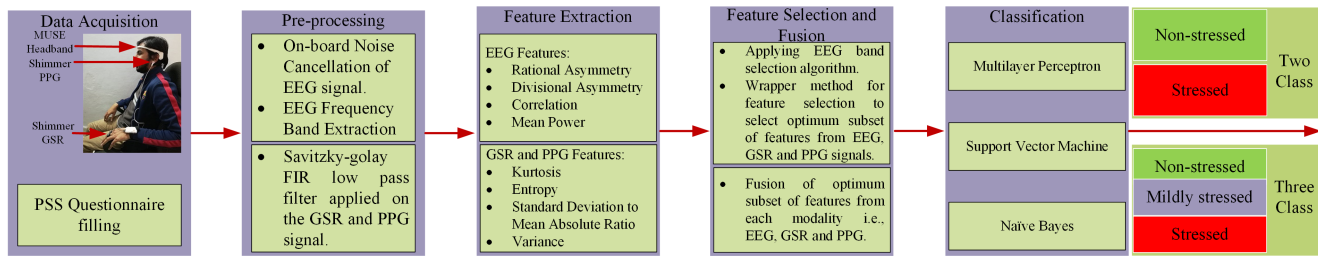 Data Acquisition
MUSE
Headband
Shimmer
PPG
Shimmer
GSR
PSS Questionnaire
filling
Pre-processing
• On-board Noise
Cancellation of
EEG signal.
• EEG Frequency
Band Extraction
• Savitzky-golay
FIR low pass
filter applied on
the GSR and PPG
signal.
Feature Extraction
EEG Features:
• Rational Asymmetry
• Divisional Asymmetry
• Correlation
• Mean Power
GSR and PPG Features:
• Kurtosis
• Entropy
• Standard Deviation to
Mean Absolute Ratio
• Variance
Feature Selection and
Fusion
• Applying EEG band
selection algorithm.
• Wrapper method for
feature selection to
select optimum subset
of features from EEG,
GSR and PPG signals.
• Fusion of optimum
subset of features from
each modality i.e.,
EEG, GSR and PPG.
Classification
Multilayer Perceptron
Support Vector Machine
Naïve Bayes
Non-stressed
Stressed
Two
Class
Non-stressed
Mildly stressed
Stressed
Three
Class